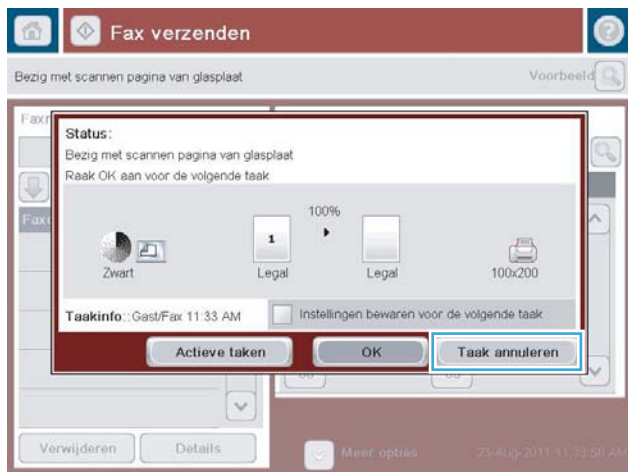 Fax verzenden
Bezig met scannen pagina van glasplaat
Voorbeeld
Status:
Bezig met scannen pagina van glasplaat
Raak OK aan voor de volgende taak
100%
1
Zwart
Legal
Legal
100x200
Taakinfo::Gast/Fax 11:33 AM
Instellingen bewaren voor de volgende taak
Actieve taken
OK
Taak annuleren
Verwijderen
Details
Meer opties
23-Aug-2011 11:33:58 AM